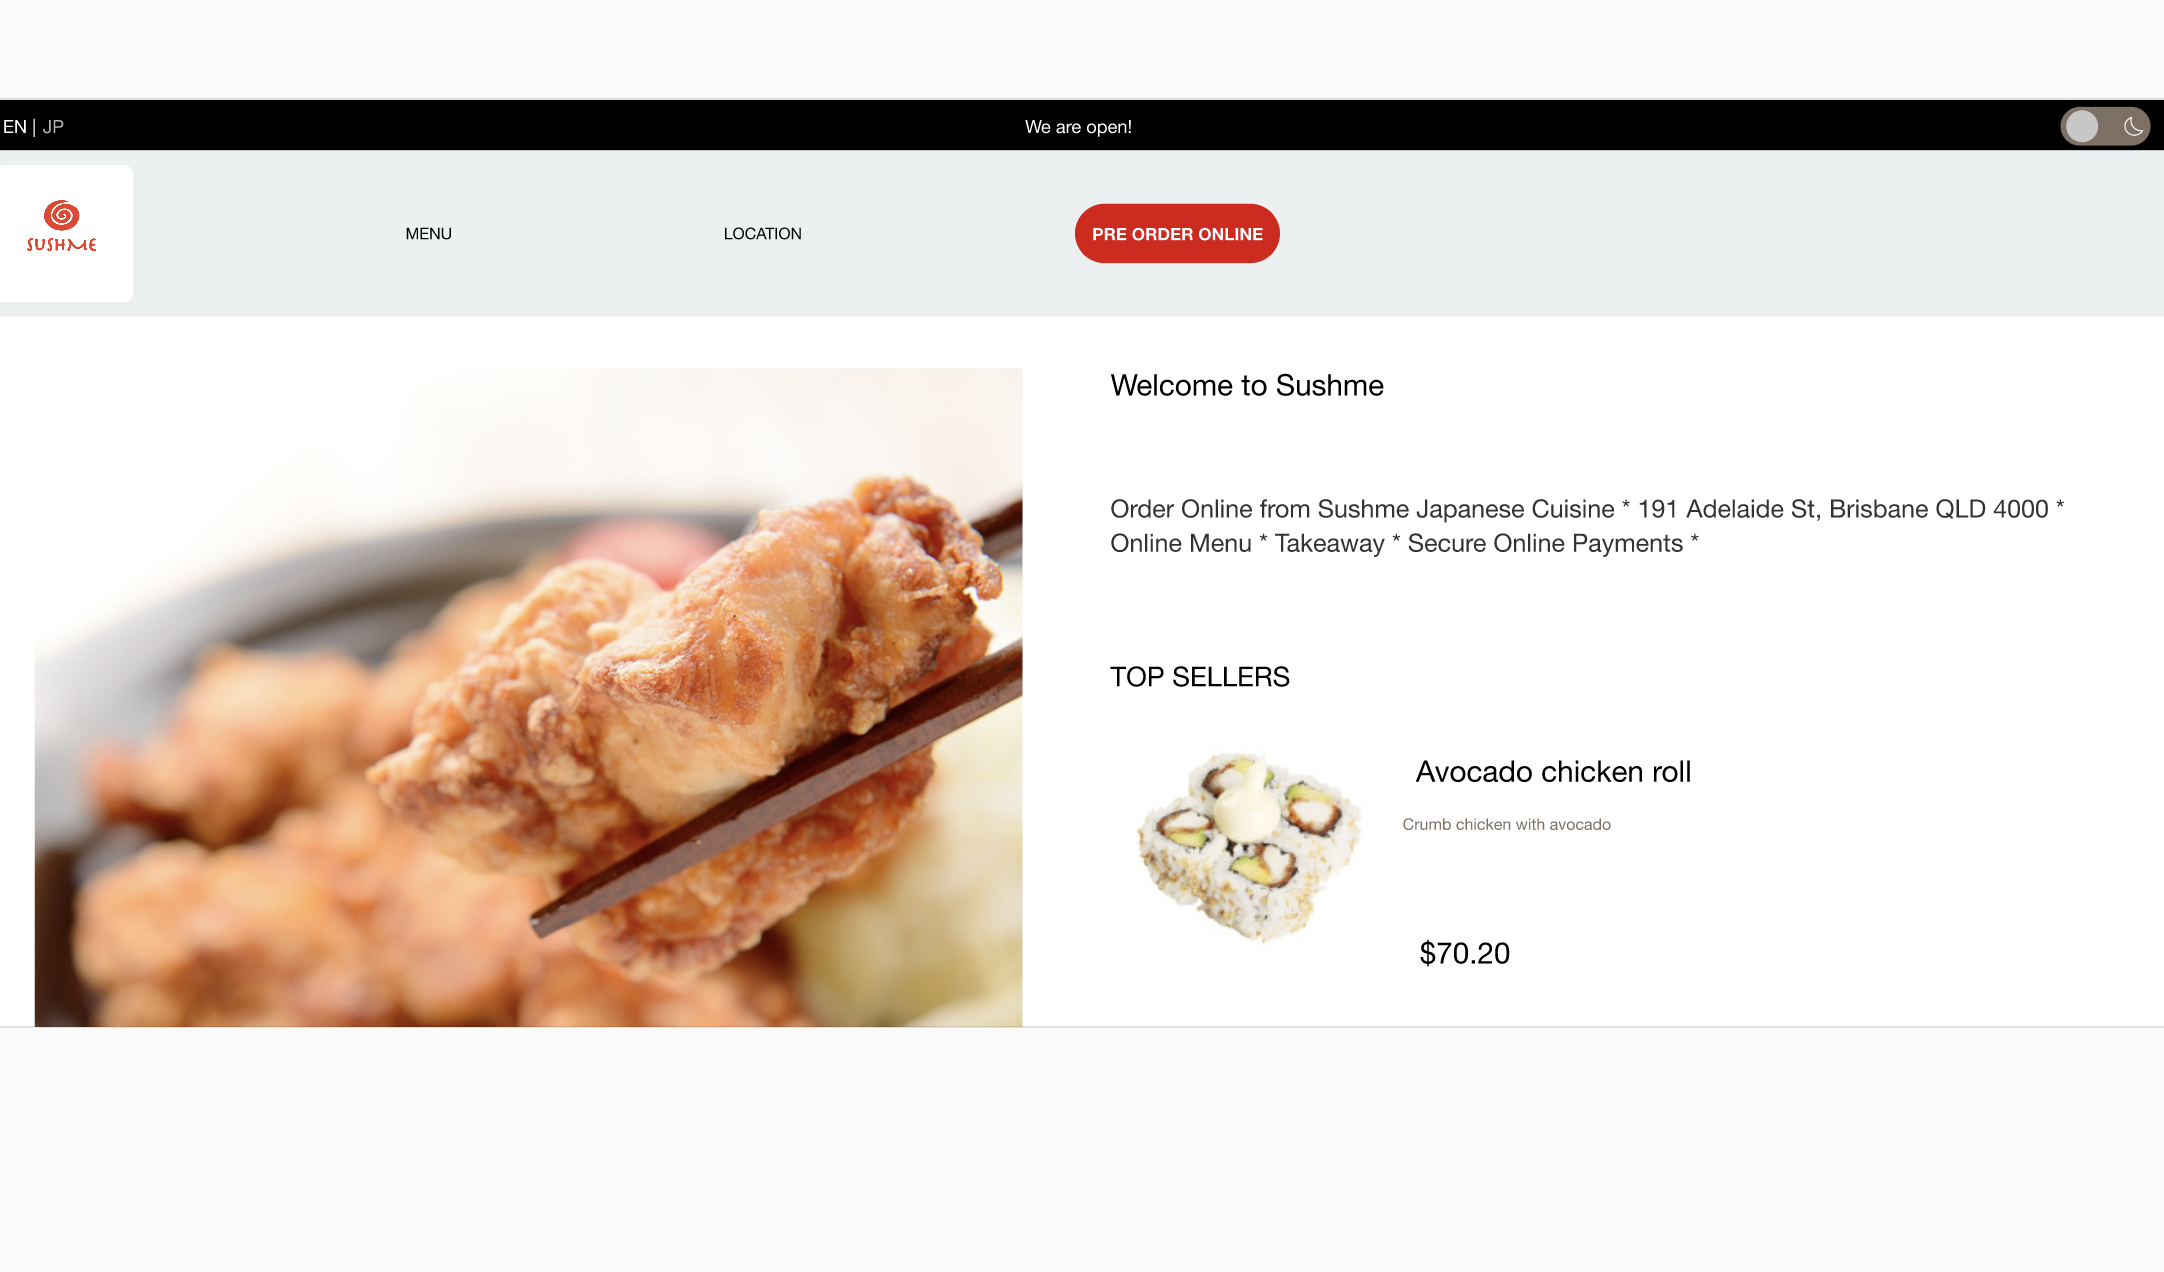 EN | JP
We are open!
SUSHME
MENU
LOCATION
PRE ORDER ONLINE
Welcome to Sushme
Order Online from Sushme Japanese Cuisine * 191 Adelaide St, Brisbane QLD 4000 *
Online Menu * Takeaway * Secure Online Payments *
TOP SELLERS
Avocado chicken roll
Crumb chicken with avocado
$70.20